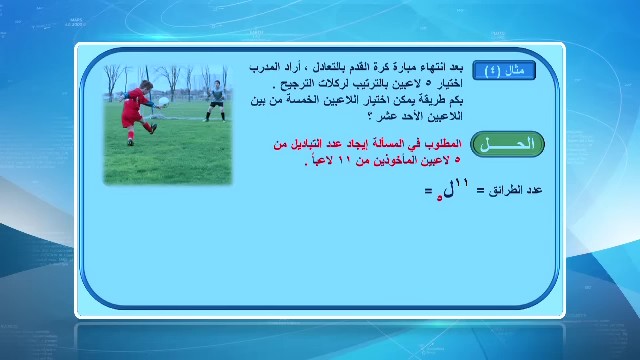 مثال (٤)
بعد انتهاء مبارة كرة القدم بالتعادل ، أراد المدرب
اختيار ٥ لاعبين بالترتيب لركلات الترجيح .
بكم طريقة يمكن اختيار اللاعبين الخمسة من بين
اللاعبين الأحد عشر ؟
الحــــل
المطلوب في المسألة إيجاد عدد التباديل من
٥ لاعبين المأخوذين من ١١ لاعباً .
عدد الطرائق = ١١ل٥ =